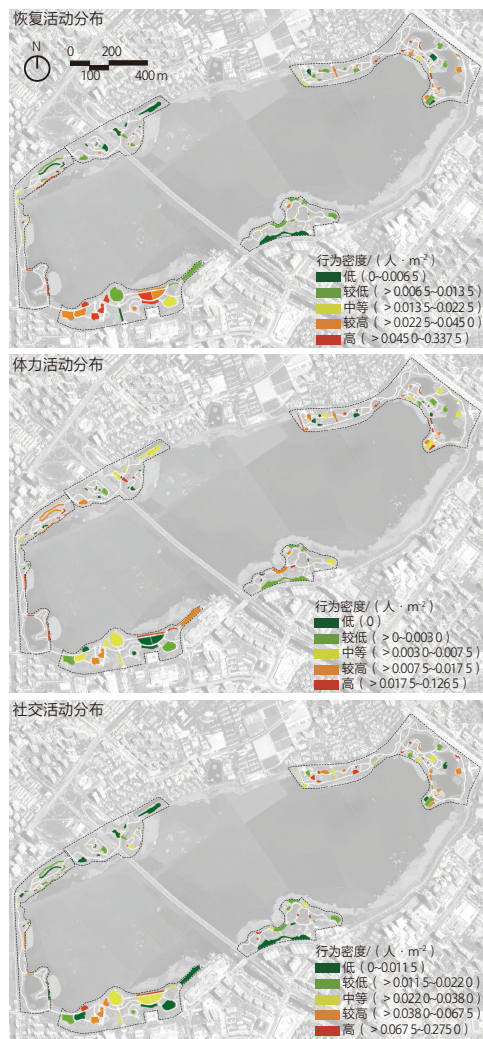 恢复活动分布
N
0 200
100 400 m
行为密度/（人 · m⁻²）
低（0~0.006 5）
较低（＞0.006 5~0.013 5）
中等（＞0.013 5~0.022 5）
较高（＞0.022 5~0.045 0）
高（＞0.045 0~0.337 5）
体力活动分布
行为密度/（人 · m⁻²）
低（0）
较低（＞0~0.003 0）
中等（＞0.003 0~0.007 5）
较高（＞0.007 5~0.017 5）
高（＞0.017 5~0.126 5）
社交活动分布
行为密度/（人 · m⁻²）
低（0~0.011 5）
较低（＞0.011 5~0.022 0）
中等（＞0.022 0~0.038 0）
较高（＞0.038 0~0.067 5）
高（＞0.067 5~0.275 0）